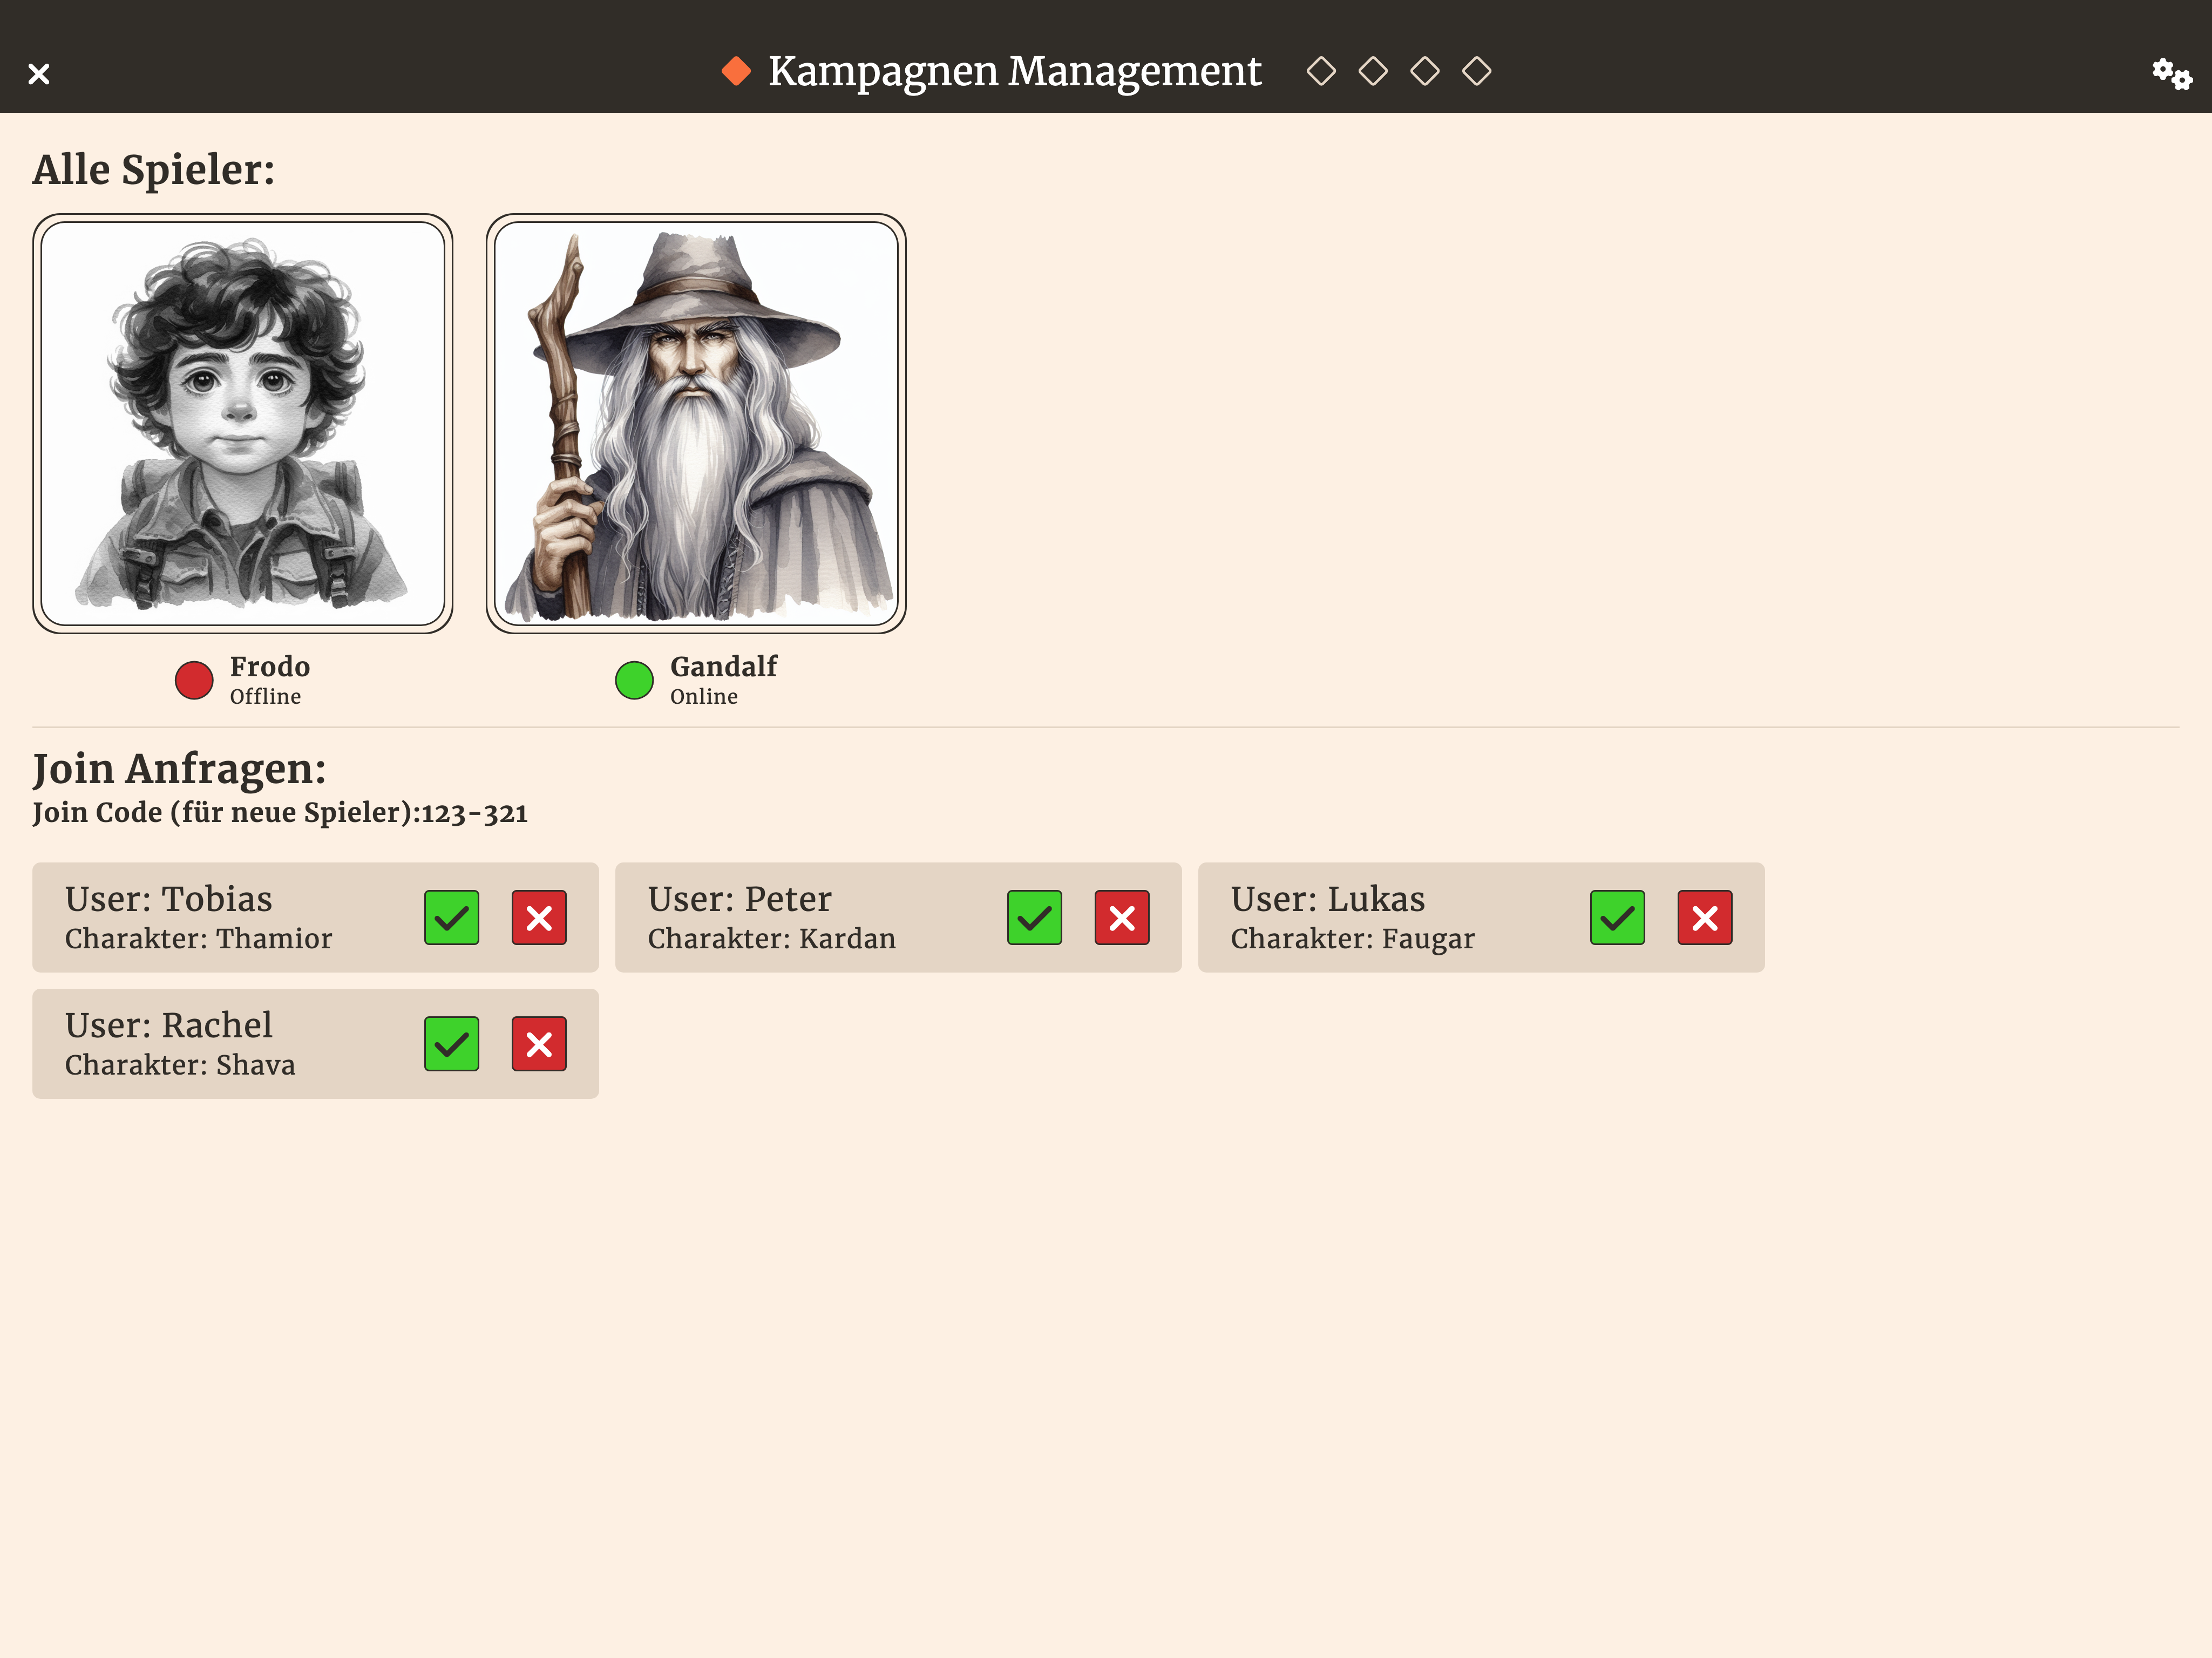 Kampagnen Management
Alle Spieler:
Frodo
Offline
Gandalf
Online
Join Anfragen:
Join Code (für neue Spieler):123-321
User: Tobias
Charakter: Thamior
User: Peter
Charakter: Kardan
User: Lukas
Charakter: Faugar
User: Rachel
Charakter: Shava